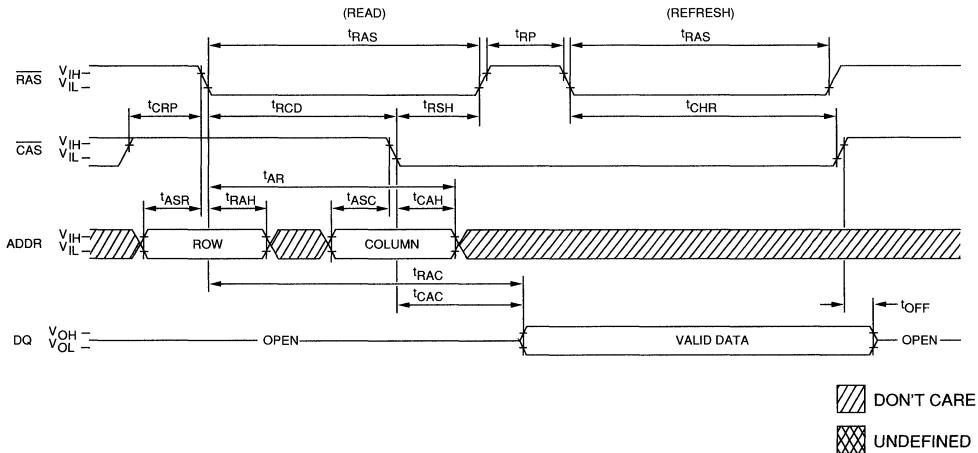 (READ) (REFRESH)
tRAS tRP tRAS
RAS VIH VIL
tCRP tRCD tRSH tCHR
CAS VIH VIL
tAR
tASR tRAH tASC tCAH
ADDR VIH VIL ROW COLUMN
tRAC
tCAC tOFF
DQ VOH VOL OPEN VALID DATA OPEN
DON'T CARE
UNDEFINED